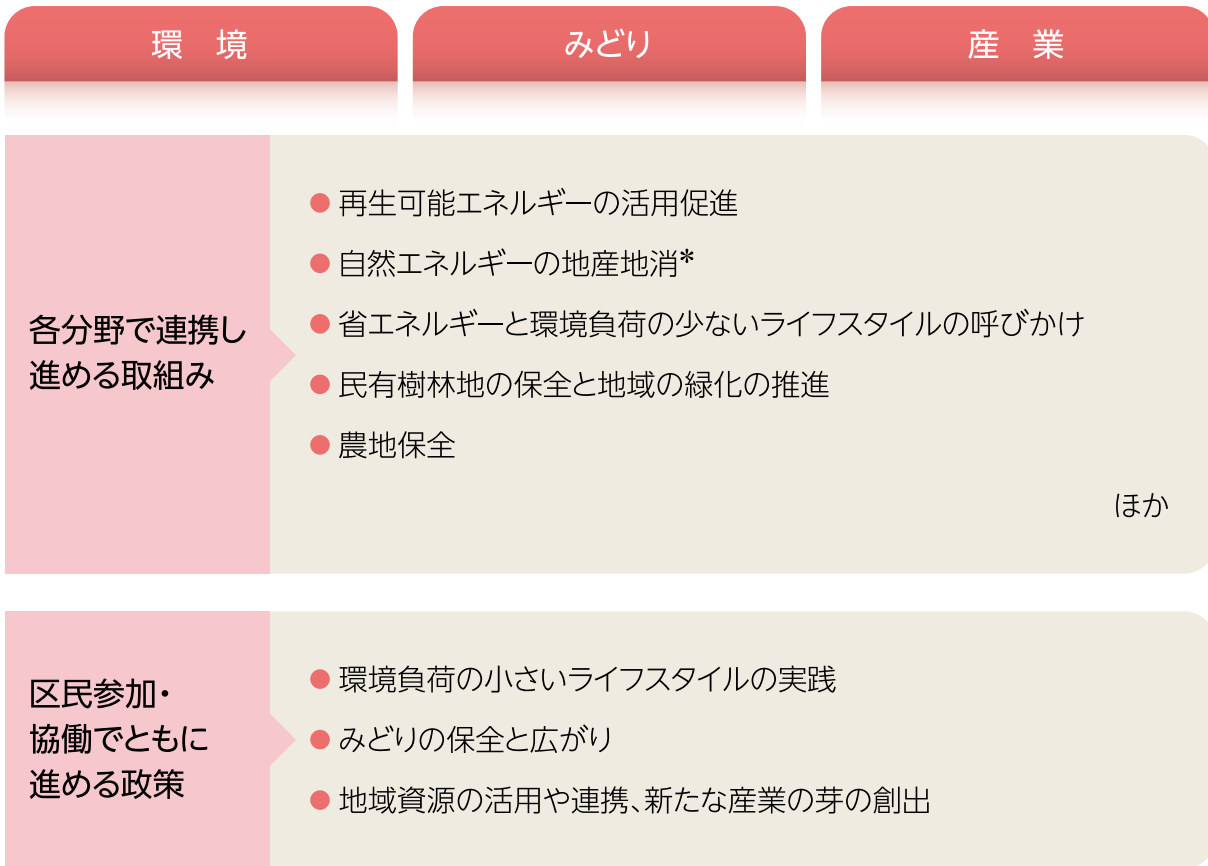 環　境
みどり
産　業
各分野で連携し
進める取組み
● 再生可能エネルギーの活用促進
● 自然エネルギーの地産地消*
● 省エネルギーと環境負荷の少ないライフスタイルの呼びかけ
● 民有樹林地の保全と地域の緑化の推進
● 農地保全
ほか
区民参加・
協働でともに
進める政策
● 環境負荷の小さいライフスタイルの実践
● みどりの保全と広がり
● 地域資源の活用や連携、新たな産業の芽の創出